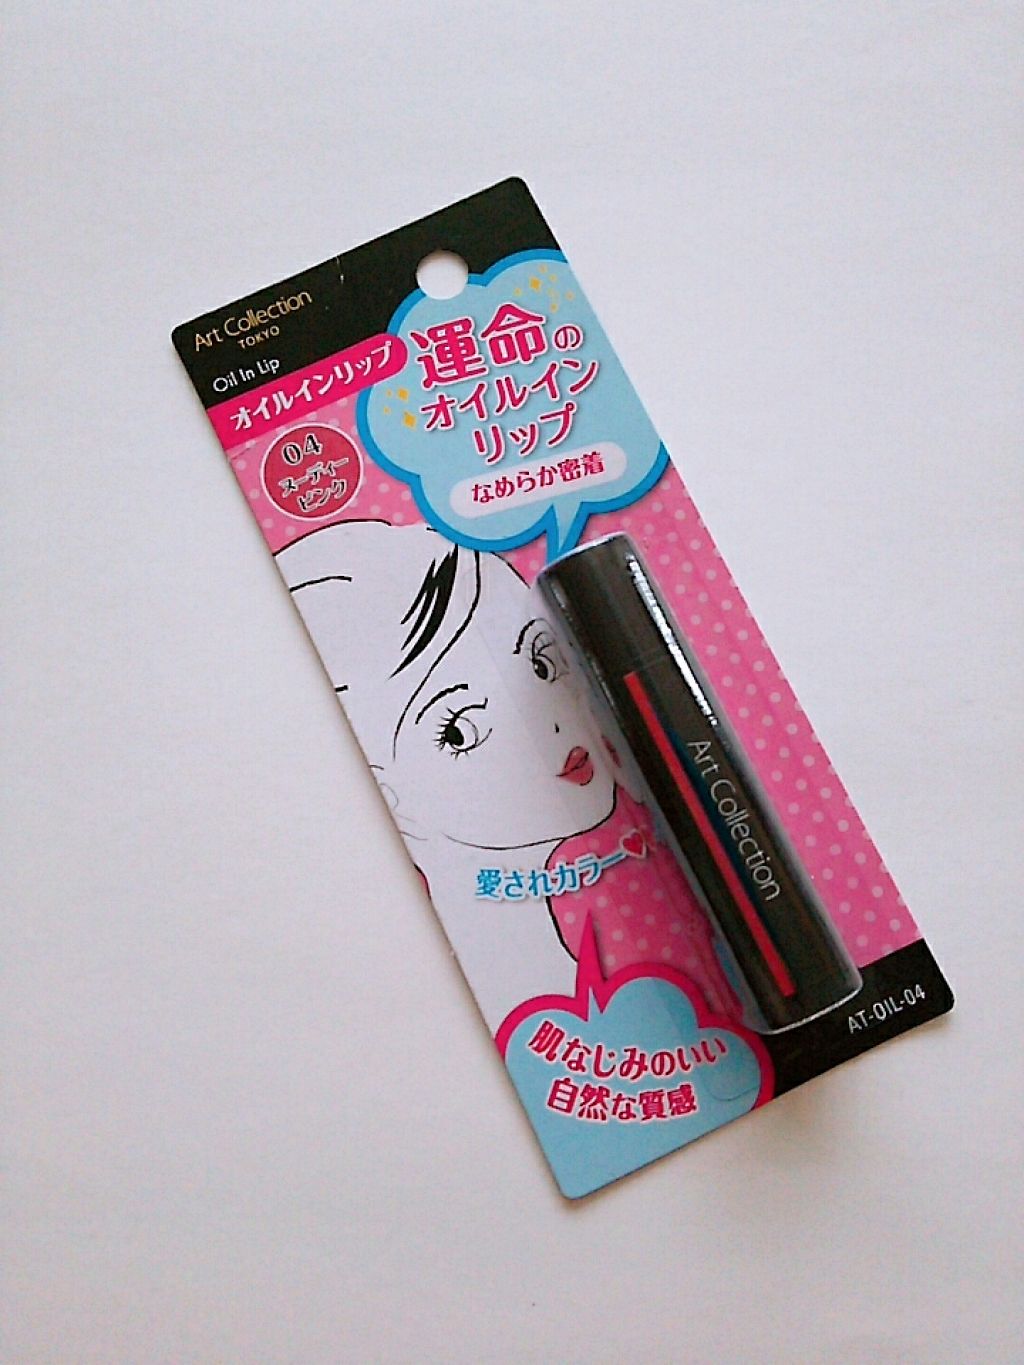 Art Collection
TOKYO
Oil In Lip
オイルインリップ
04
ヌーディー
ピンク
運命の
オイルイン
リップ
なめらか密着
Art Collection
愛されカラー♥
肌なじみのいい
自然な質感
AT-OIL-04